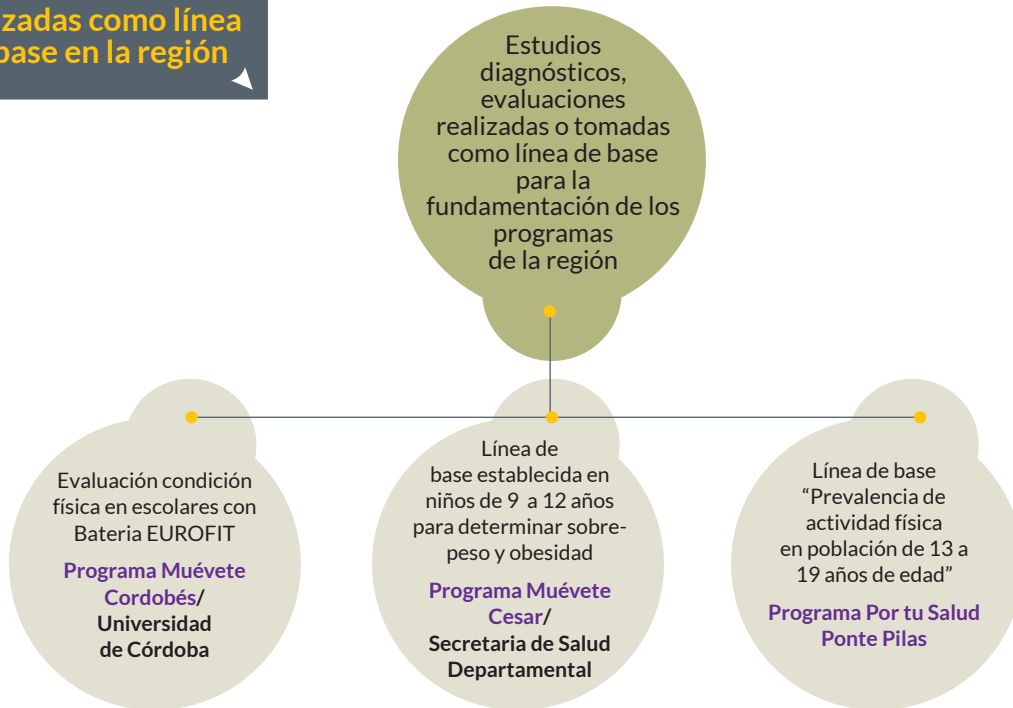 zadas como línea
base en la región
Estudios
diagnósticos,
evaluaciones
realizadas o tomadas
como línea de base
para la
fundamentación de los
programas
de la región
Evaluación condición
física en escolares con
Bateria EUROFIT
Programa Muévete
Cordobés/
Universidad
de Córdoba
Línea de
base establecida en
niños de 9 a 12 años
para determinar sobre-
peso y obesidad
Programa Muévete
Cesar/
Secretaria de Salud
Departamental
Línea de base
“Prevalencia de
actividad física
en población de 13 a
19 años de edad”
Programa Por tu Salud
Ponte Pilas